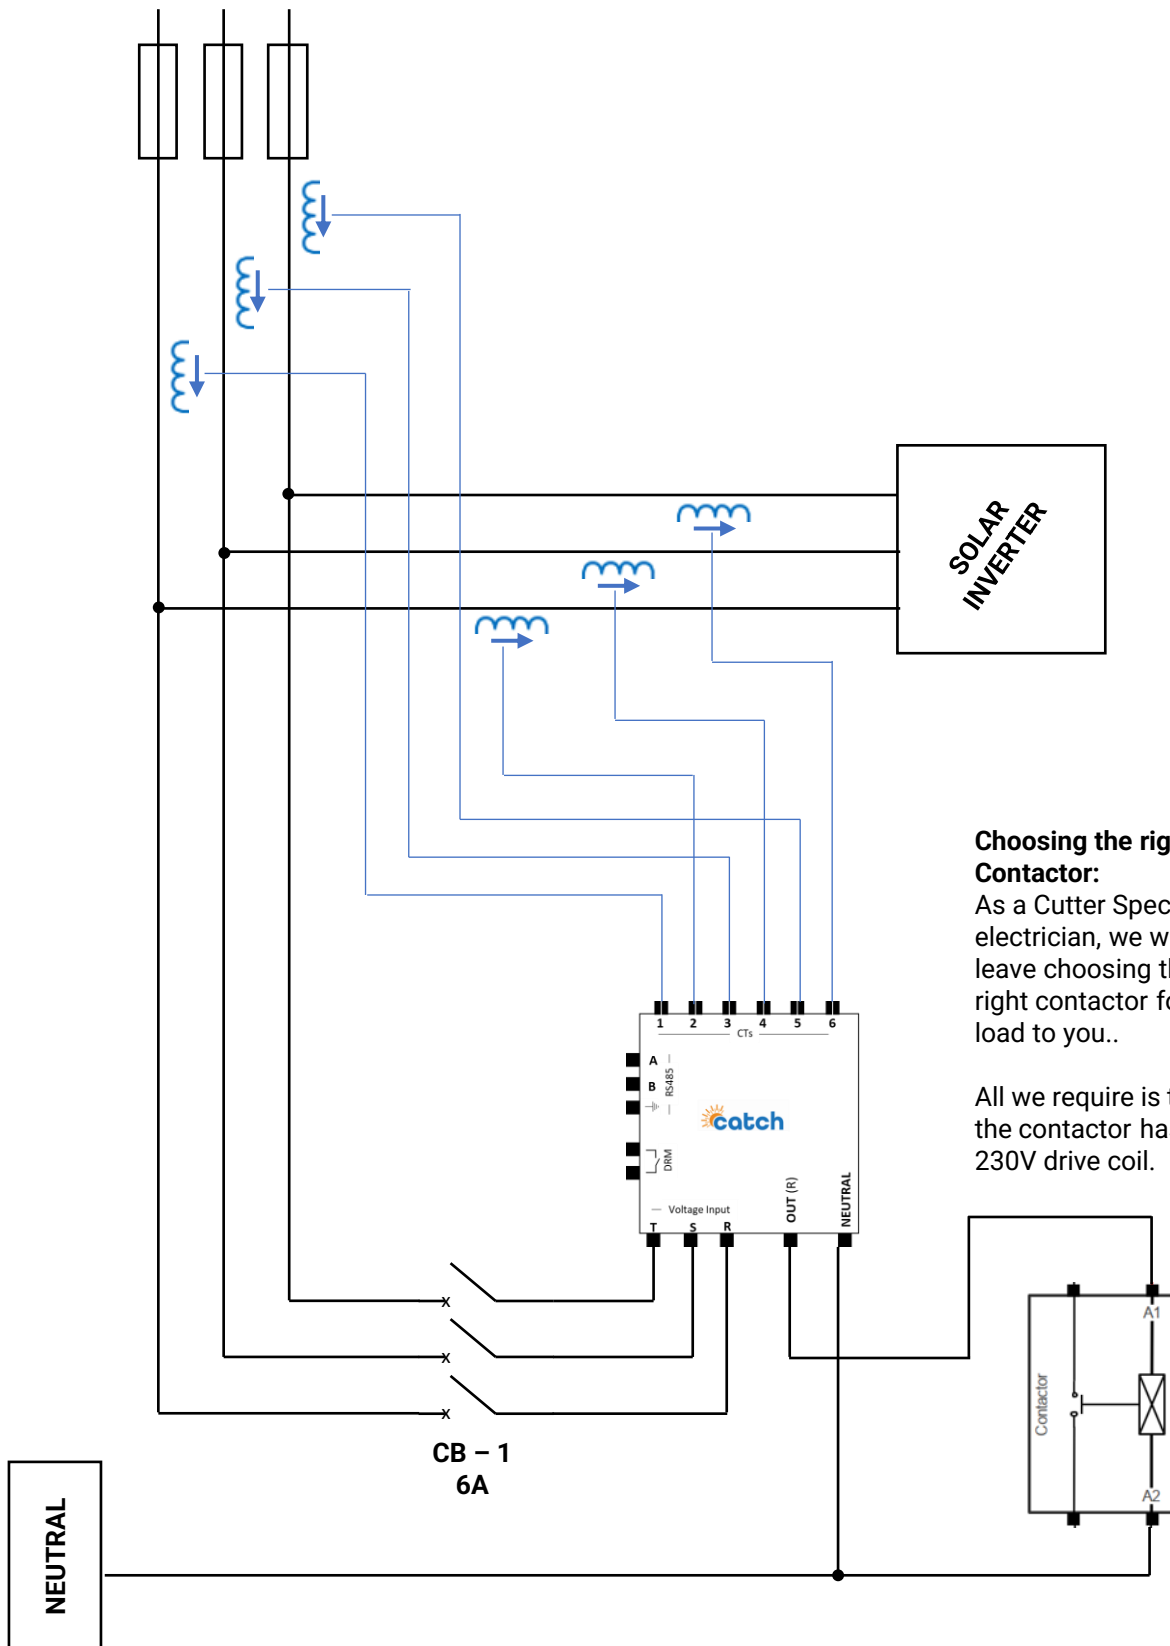 SOLAR
INVERTER
Choosing the rig
Contactor:
As a Cutter Spec
electrician, we w
leave choosing th
right contactor fo
load to you..
All we require is t
the contactor ha
230V drive coil.
1 2 3 4 5 6
CTs
A
B
RS485
DRM
catch
Voltage Input
T S R
OUT (R)
NEUTRAL
x
x
x
CB – 1
6A
A1
Contactor
A2
NEUTRAL